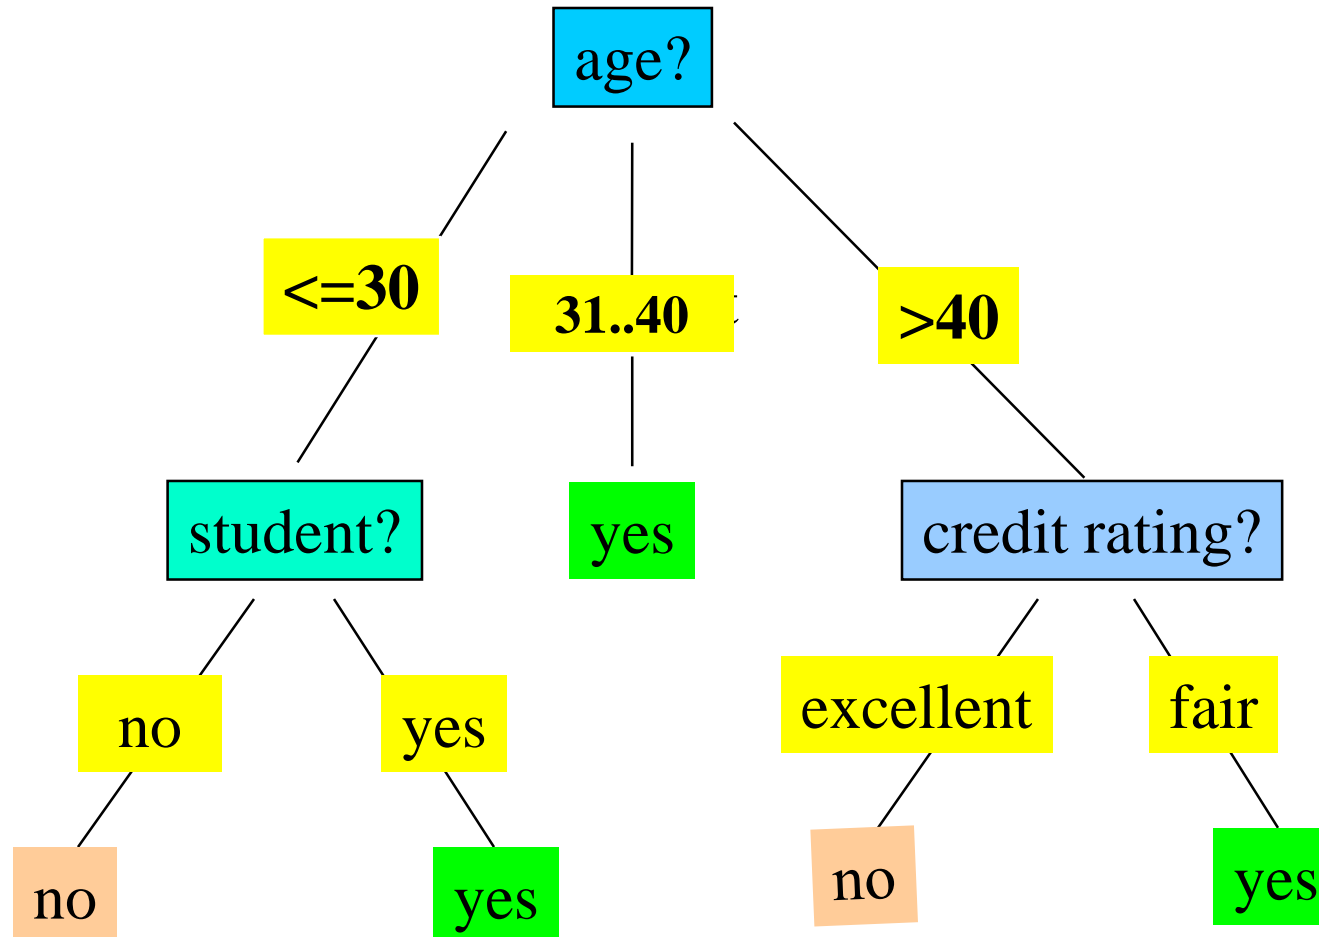 age?
<=30
31..40
>40
student?
yes
credit rating?
no
yes
excellent
fair
no
yes
no
yes